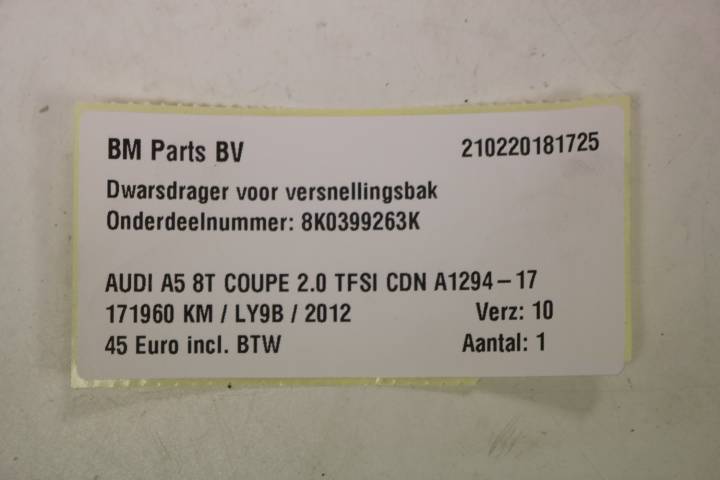 BM Parts BV 210220181725
Dwarsdrager voor versnellingsbak
Onderdeelnummer: 8K0399263K
AUDI A5 8T COUPE 2.0 TFSI CDN A1294-17
171960 KM / LY9B / 2012 Verz: 10
45 Euro incl. BTW Aantal: 1